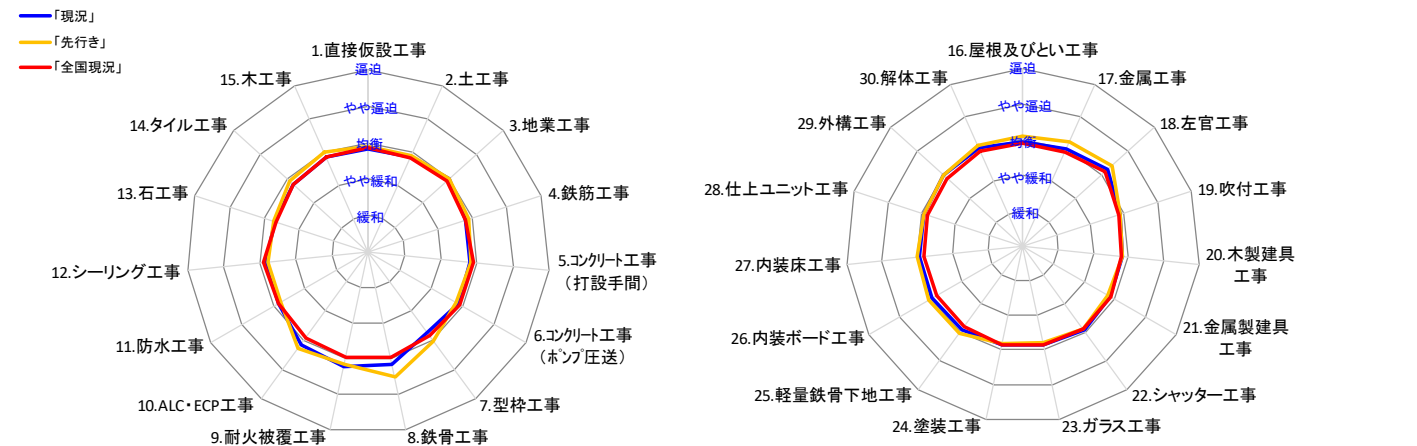 「現況」
「先行き」
「全国現況」
1.直接仮設工事
2.土工事
3.地業工事
4.鉄筋工事
5.コンクリート工事
（打設手間）
6.コンクリート工事
（ポンプ圧送）
7.型枠工事
8.鉄骨工事
9.耐火被覆工事
10.ALC・ECP工事
11.防水工事
12.シーリング工事
13.石工事
14.タイル工事
15.木工事
逼迫
やや逼迫
均衡
やや緩和
緩和
16.屋根及びとい工事
17.金属工事
18.左官工事
19.吹付工事
20.木製建具
工事
21.金属製建具
工事
22.シャッター工事
23.ガラス工事
24.塗装工事
25.軽量鉄骨下地工事
26.内装ボード工事
27.内装床工事
28.仕上ユニット工事
29.外構工事
30.解体工事
逼迫
やや逼迫
均衡
やや緩和
緩和